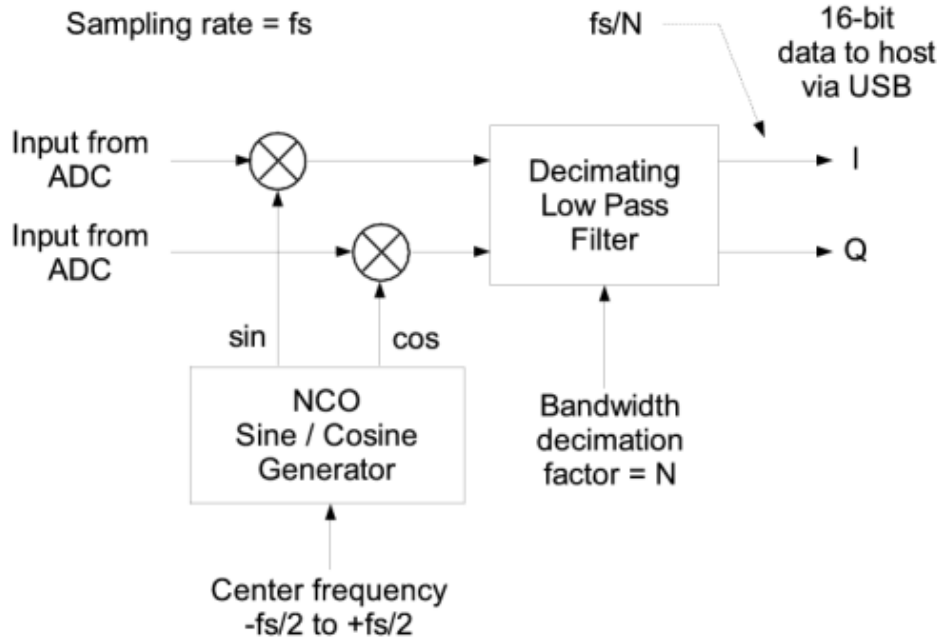 Sampling rate = fs
fs/N
16-bit
data to host
via USB
Input from
ADC
Decimating
Low Pass
Filter
I
Input from
ADC
Q
sin
cos
NCO
Sine / Cosine
Generator
Bandwidth
decimation
factor = N
Center frequency
-fs/2 to +fs/2